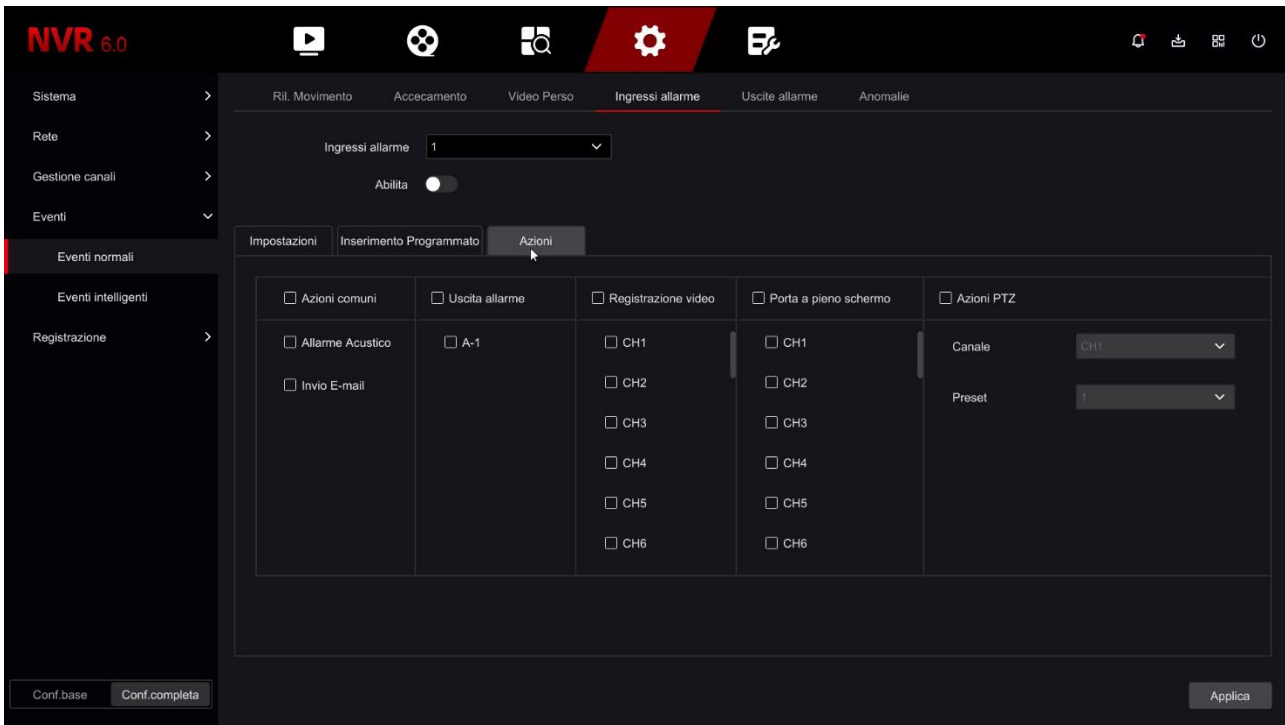 NVR 6.0
Sistema
Rete
Gestione canali
Eventi
Eventi normali
Eventi intelligenti
Registrazione
Conf.base Conf.completa
Ril. Movimento Accecamento Video Perso Ingressi allarme Uscite allarme Anomalie
Ingressi allarme 1
Abilita
Impostazioni Inserimento Programmato Azioni
Azioni comuni Uscita allarme Registrazione video Porta a pieno schermo Azioni PTZ
Allarme Acustico A-1 CH1 CH1 Canale CH1
Invio E-mail CH2 CH2 Preset 1
CH3 CH3
CH4 CH4
CH5 CH5
CH6 CH6
Applica